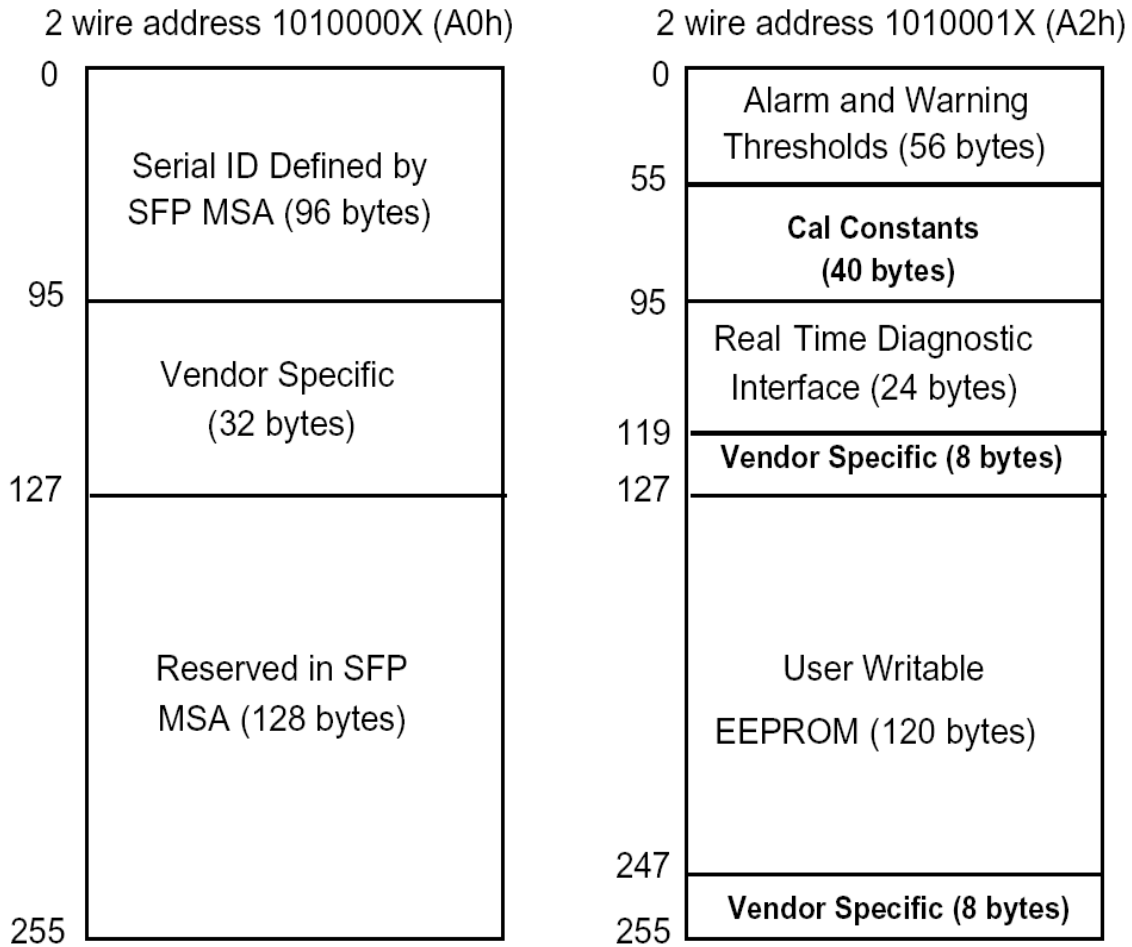 2 wire address 1010000X (A0h)
0
Serial ID Defined by
SFP MSA (96 bytes)
95
Vendor Specific
(32 bytes)
127
Reserved in SFP
MSA (128 bytes)
255
2 wire address 1010001X (A2h)
0
Alarm and Warning
Thresholds (56 bytes)
55
Cal Constants
(40 bytes)
95
Real Time Diagnostic
Interface (24 bytes)
119
Vendor Specific (8 bytes)
127
User Writable
EEPROM (120 bytes)
247
Vendor Specific (8 bytes)
255